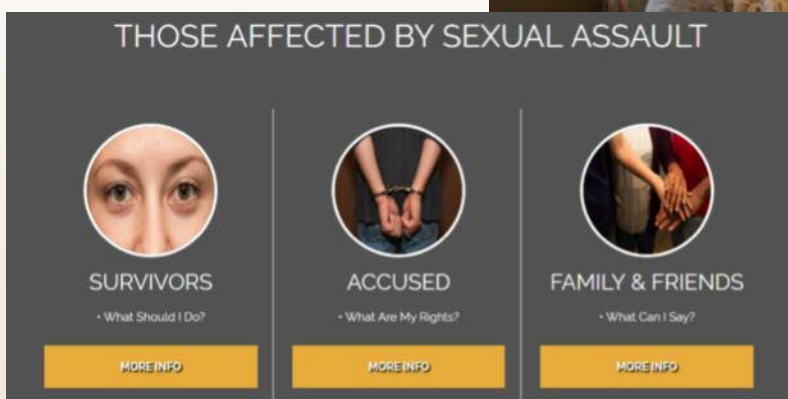 THOSE AFFECTED BY SEXUAL ASSAULT
SURVIVORS
• What Should I Do?
MORE INFO
ACCUSED
• What Are My Rights?
MORE INFO
FAMILY & FRIENDS
• What Can I Say?
MORE INFO